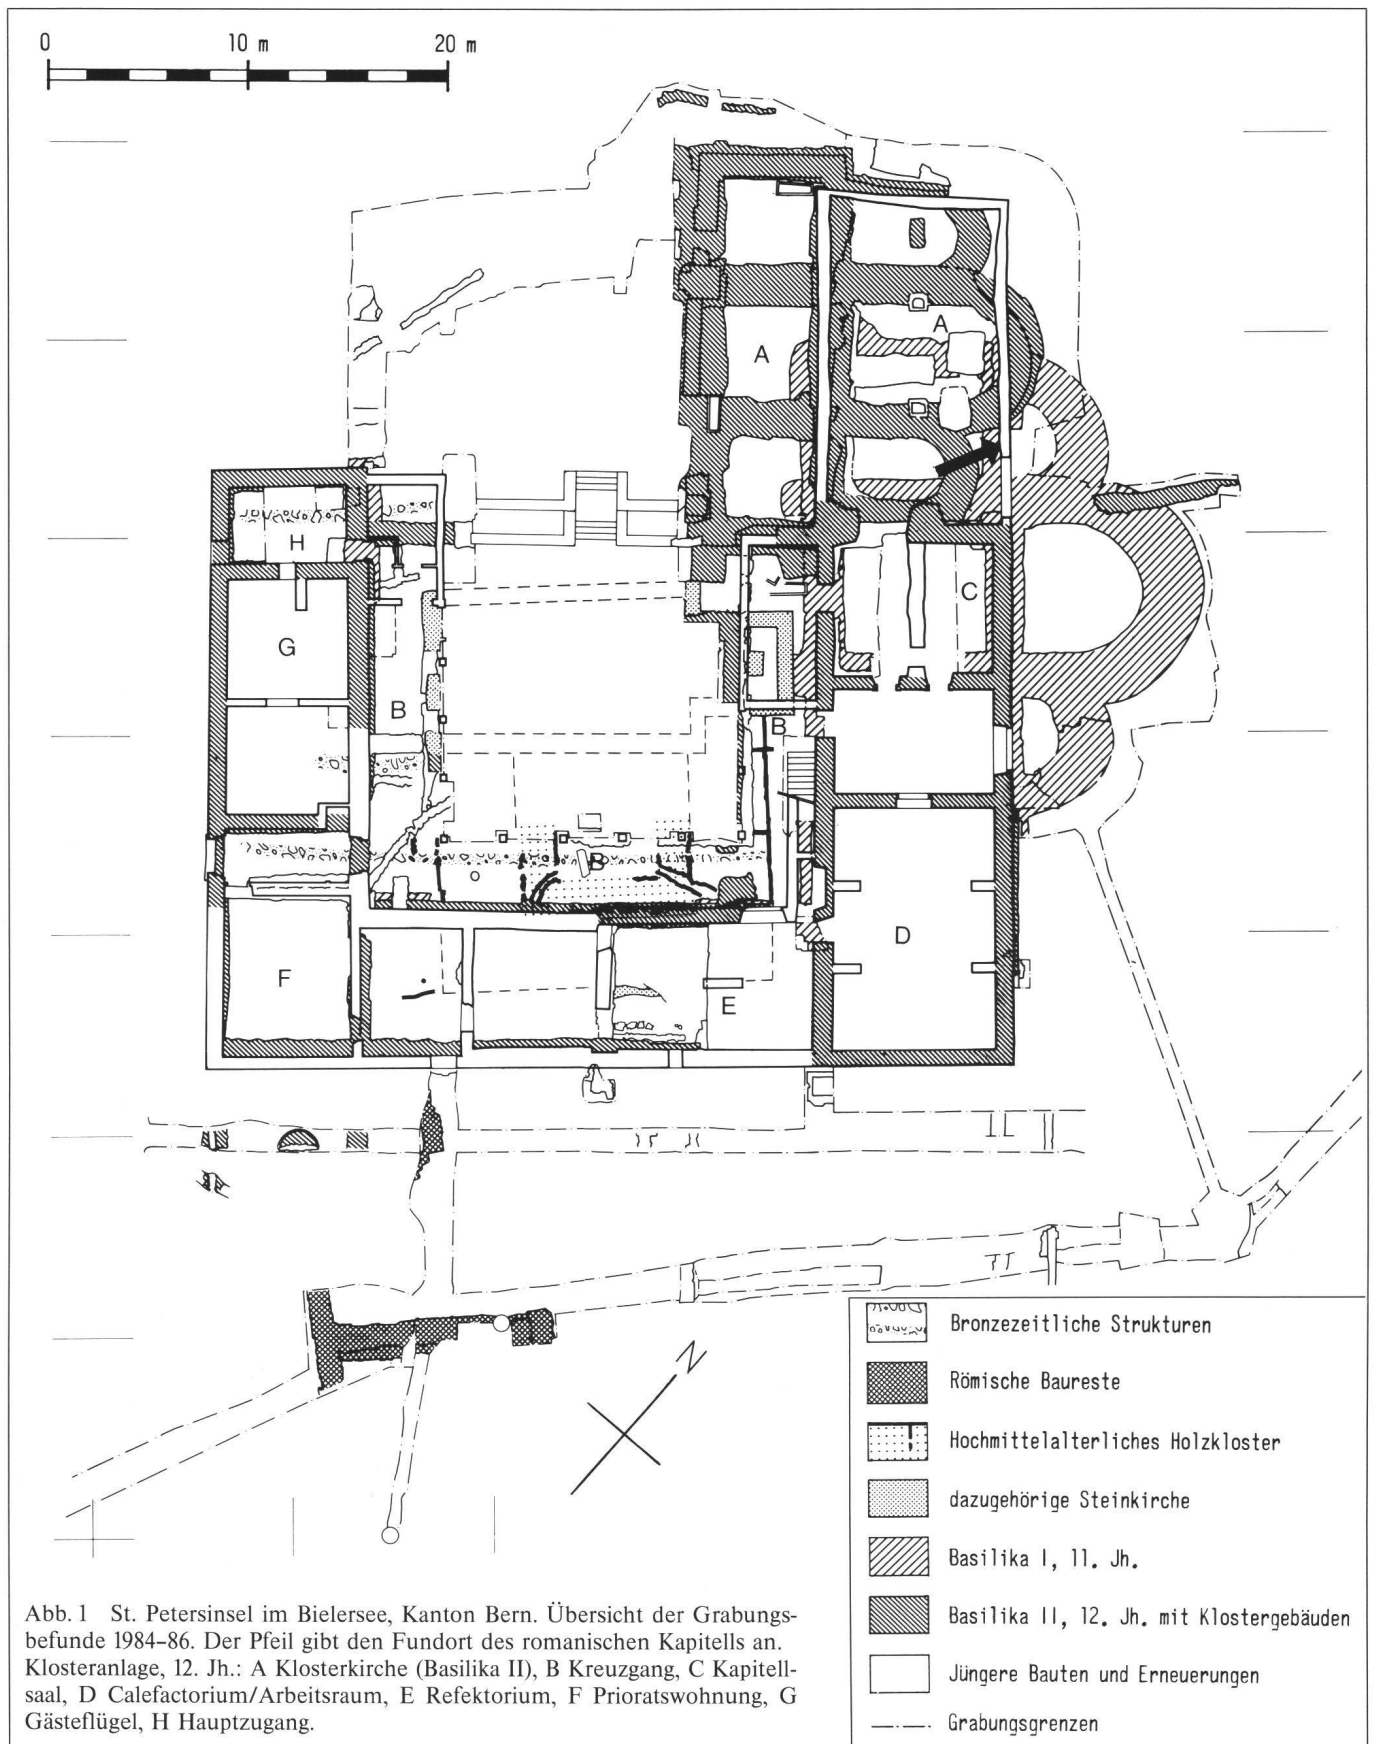 0 10 m 20 m
A
A
H
C
G
B
B
B
D
F
E
N
Bronzezeitliche Strukturen
Römische Baureste
Hochmittelalterliches Holzkloster
dazugehörige Steinkirche
Basilika I, 11. Jh.
Basilika II, 12. Jh. mit Klostergebäuden
Jüngere Bauten und Erneuerungen
Grabungsgrenzen
Abb. 1 St. Petersinsel im Bielersee, Kanton Bern. Übersicht der Grabungs-
befunde 1984–86. Der Pfeil gibt den Fundort des romanischen Kapitells an.
Klosteranlage, 12. Jh.: A Klosterkirche (Basilika II), B Kreuzgang, C Kapitell-
saal, D Calefactorium/Arbeitsraum, E Refektorium, F Prioratswohnung, G
Gästeflügel, H Hauptzugang.